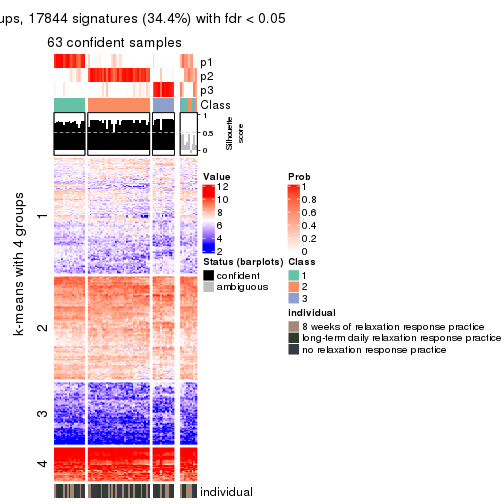 ups, 17844 signatures (34.4%) with fdr < 0.05
63 confident samples
p1
p2
p3
Class
1
0.5
0
Silhouette
score
k-means with 4 groups
1
2
3
4
individual
Value
12
10
8
6
4
2
Prob
1
0.8
0.6
0.4
0.2
0
Status (barplots)
confident
ambiguous
Class
1
2
3
individual
8 weeks of relaxation response practice
long-term daily relaxation response practice
no relaxation response practice